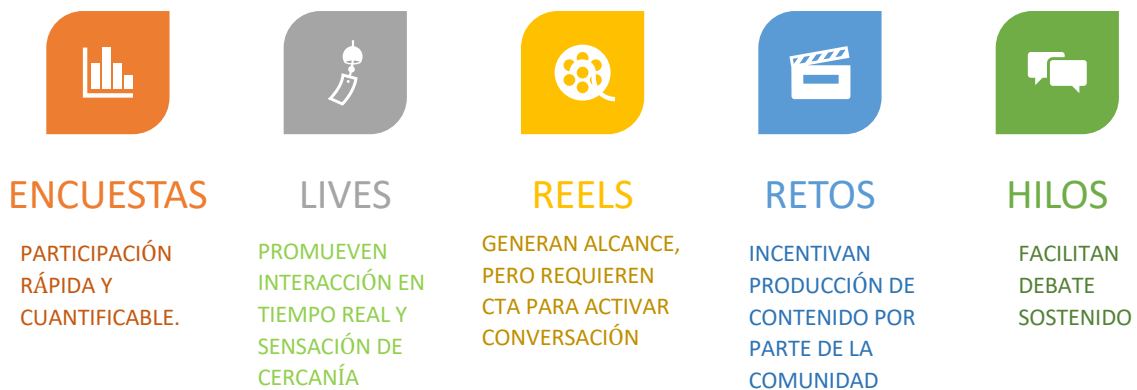 ENCUESTAS
PARTICIPACIÓN
RÁPIDA Y
CUANTIFICABLE.
LIVES
PROMUEVEN
INTERACCIÓN EN
TIEMPO REAL Y
SENSACIÓN DE
CERCANÍA
REELS
GENERAN ALCANCE,
PERO REQUIEREN
CTA PARA ACTIVAR
CONVERSACIÓN
RETOS
INCENTIVAN
PRODUCCIÓN DE
CONTENIDO POR
PARTE DE LA
COMUNIDAD
HILOS
FACILITAN
DEBATE
SOSTENIDO